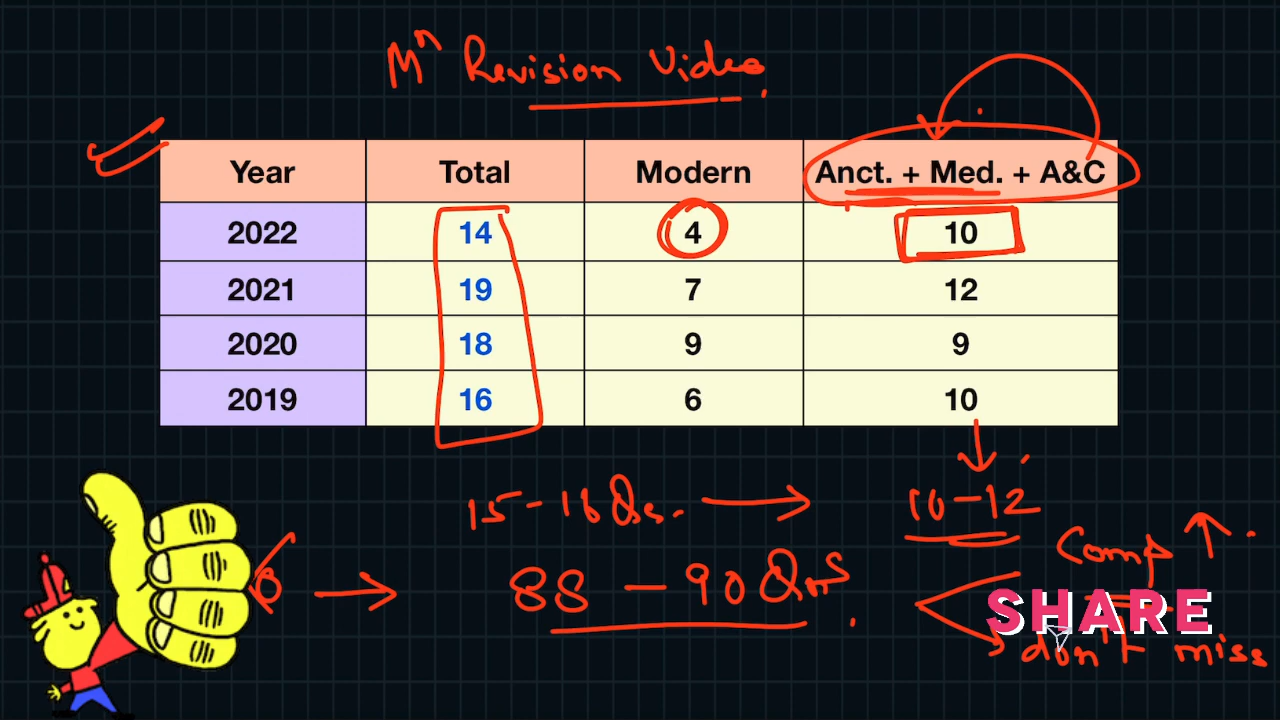 Mn Revision Video.
Year Total Modern Anct. + Med. + A&C
2022 14 4 10
2021 19 7 12
2020 18 9 9
2019 16 6 10
15-18 Qs. → 10-12
→ 88 - 90 Qns. Comp ↑.
SHARE
don't miss